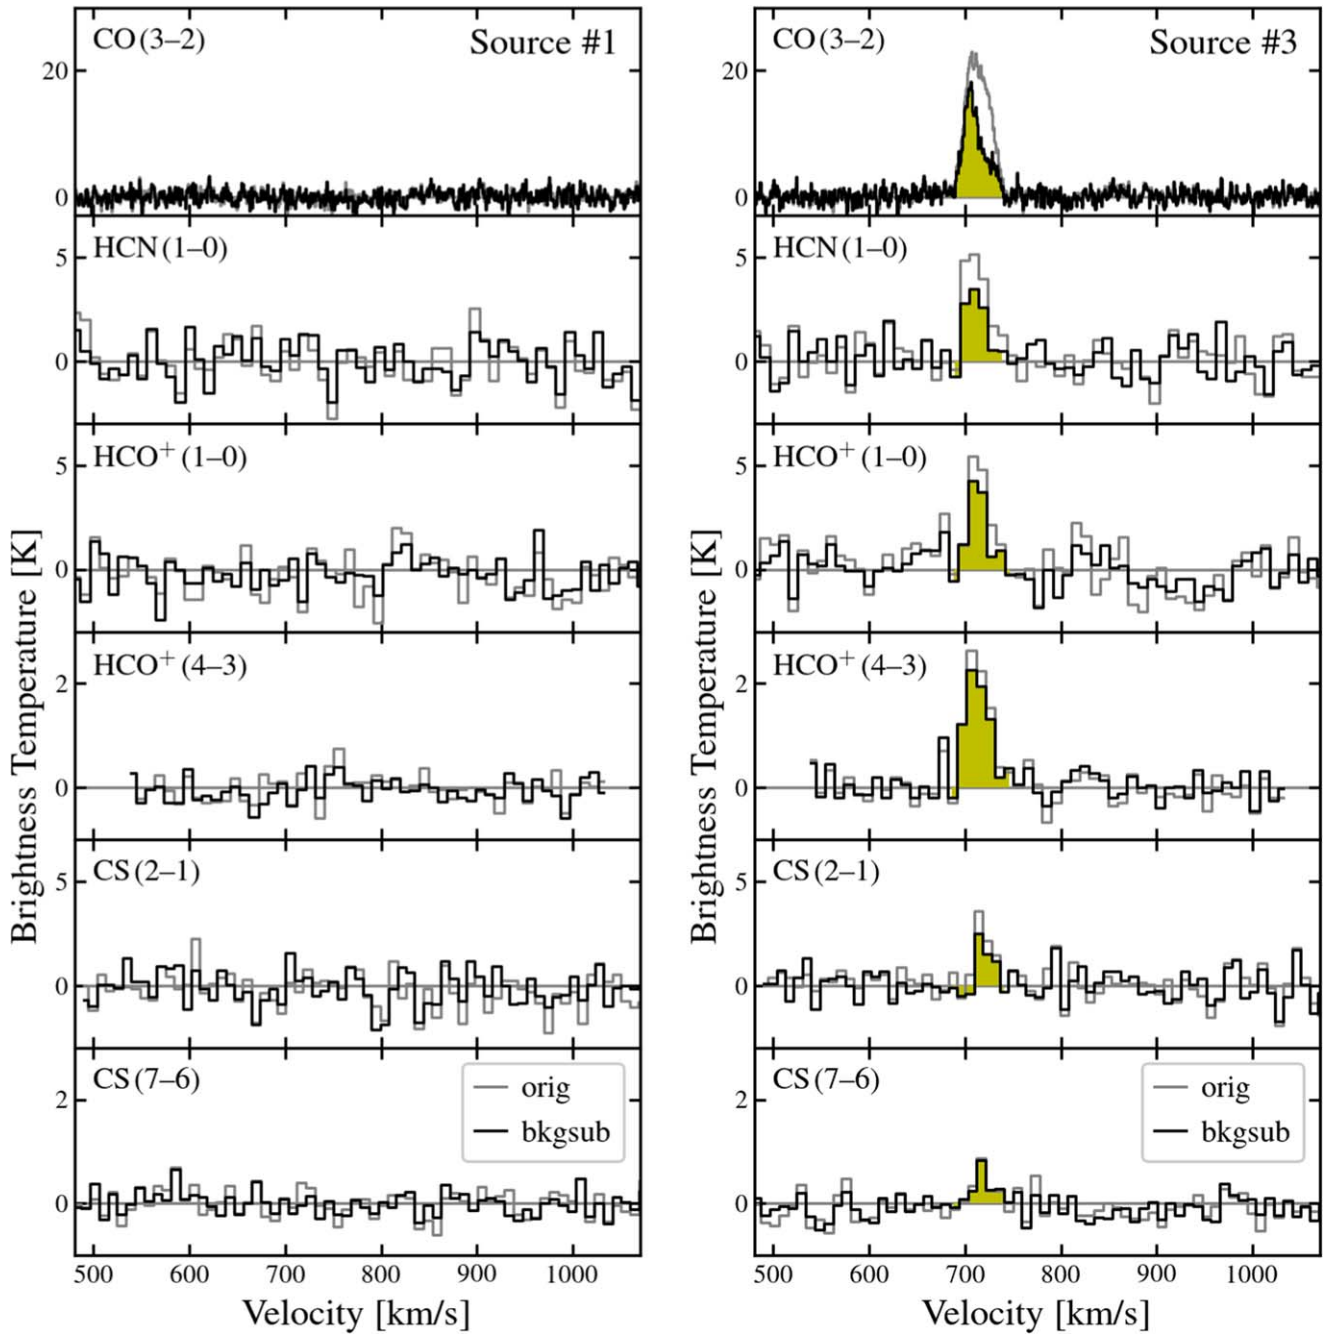 CO (3–2) Source #1
20
0
HCN (1–0)
5
0
HCO⁺ (1–0)
5
0
HCO⁺ (4–3)
2
0
CS (2–1)
5
0
CS (7–6)
orig
bkgsub
2
0
500 600 700 800 900 1000
Velocity [km/s]
Brightness Temperature [K]
CO (3–2) Source #3
20
0
HCN (1–0)
5
0
HCO⁺ (1–0)
5
0
HCO⁺ (4–3)
2
0
CS (2–1)
5
0
CS (7–6)
orig
bkgsub
2
0
500 600 700 800 900 1000
Velocity [km/s]
Brightness Temperature [K]